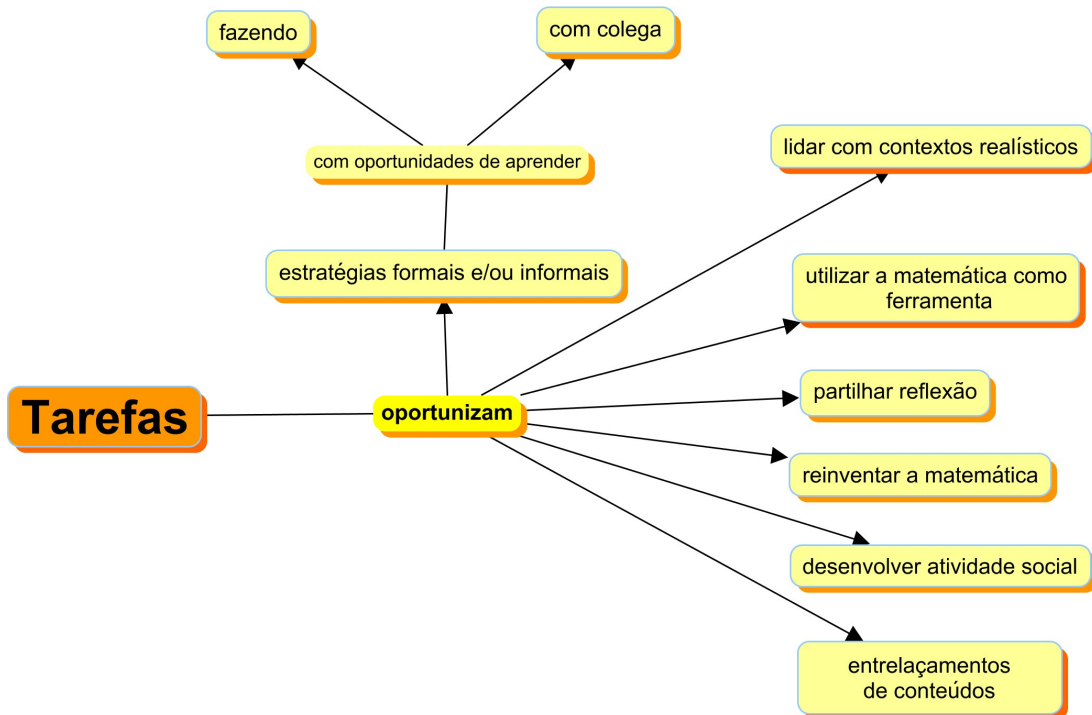 fazendo
com colega
com oportunidades de aprender
lidar com contextos realísticos
estratégias formais e/ou informais
utilizar a matemática como
ferramenta
partilhar reflexão
Tarefas
oportunizam
reinventar a matemática
desenvolver atividade social
entrelaçamentos
de conteúdos